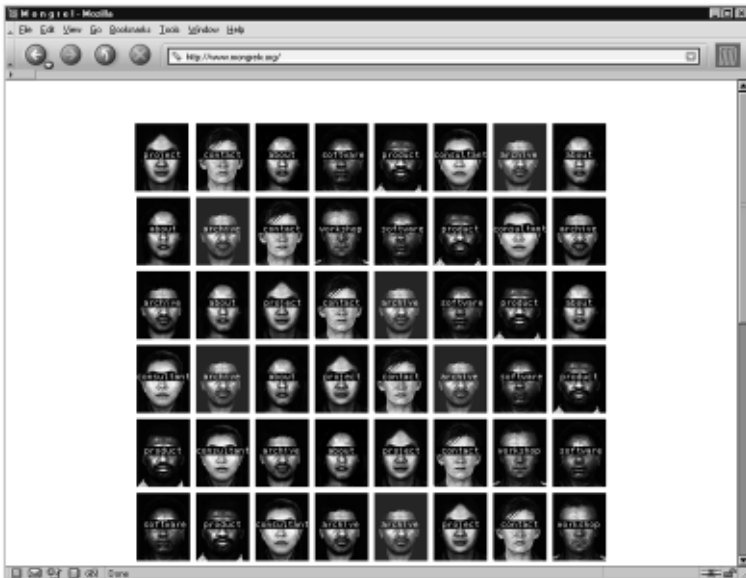 Mongrel - Mozilla
File Edit View Go Bookmarks Tools Window Help
http://www.mongrelx.org/
project contact about software product consultant archive about
about archive contact workshop software product consultant archive
archive about project contact archive software product about
consultant archive about project contact archive software product
product consultant archive about project contact workshop software
software product consultant archive archive project contact workshop
Done